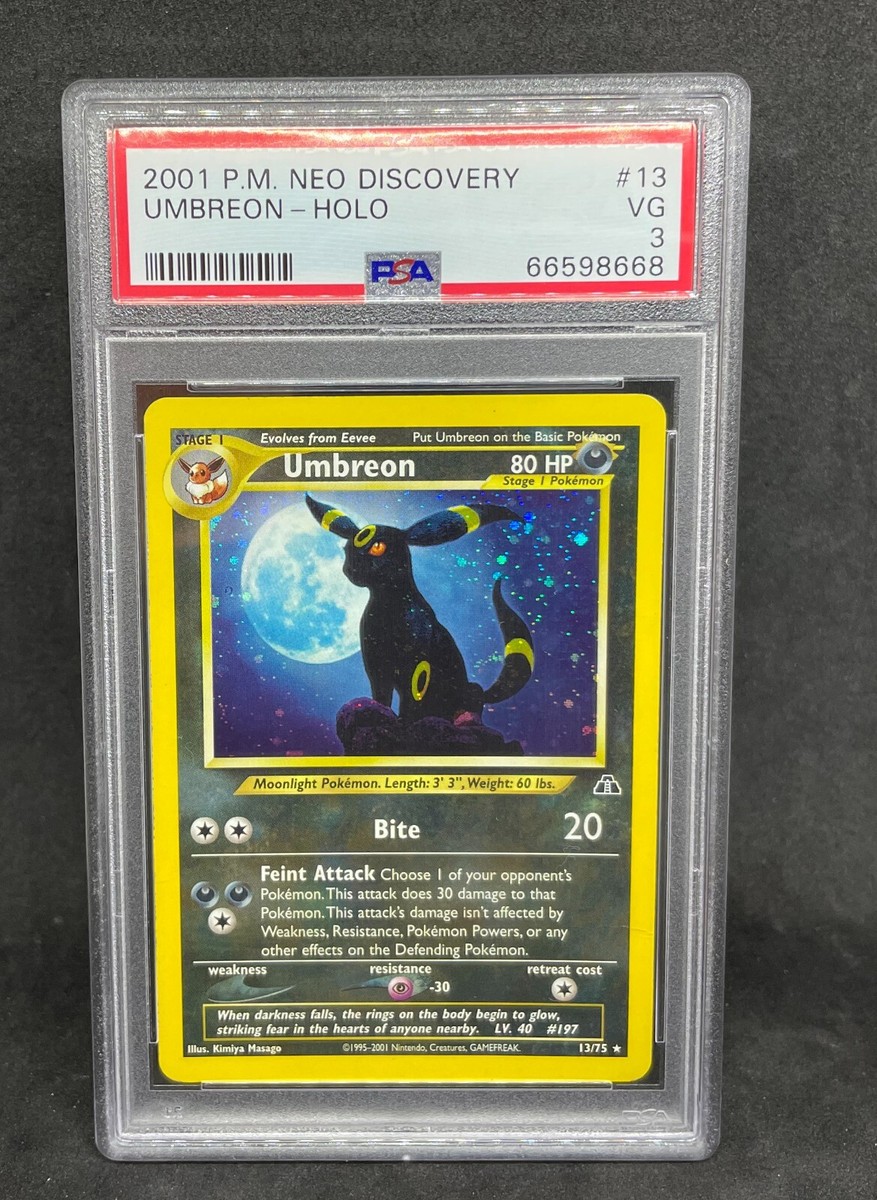 2001 P.M. NEO DISCOVERY #13
UMBREON – HOLO VG
3
PSA 66598668
STAGE 1 Evolves from Eevee Put Umbreon on the Basic Pokémon
Umbreon 80 HP
Stage 1 Pokémon
Moonlight Pokémon. Length: 3' 3", Weight: 60 lbs.
Bite 20
Feint Attack Choose 1 of your opponent's
Pokémon. This attack does 30 damage to that
Pokémon. This attack's damage isn't affected by
Weakness, Resistance, Pokémon Powers, or any
other effects on the Defending Pokémon.
weakness resistance retreat cost
-30
When darkness falls, the rings on the body begin to glow,
striking fear in the hearts of anyone nearby. LV. 40 #197
Illus. Kimiya Masago ©1995-2001 Nintendo, Creatures, GAMEFREAK. 13/75 ★
PSA